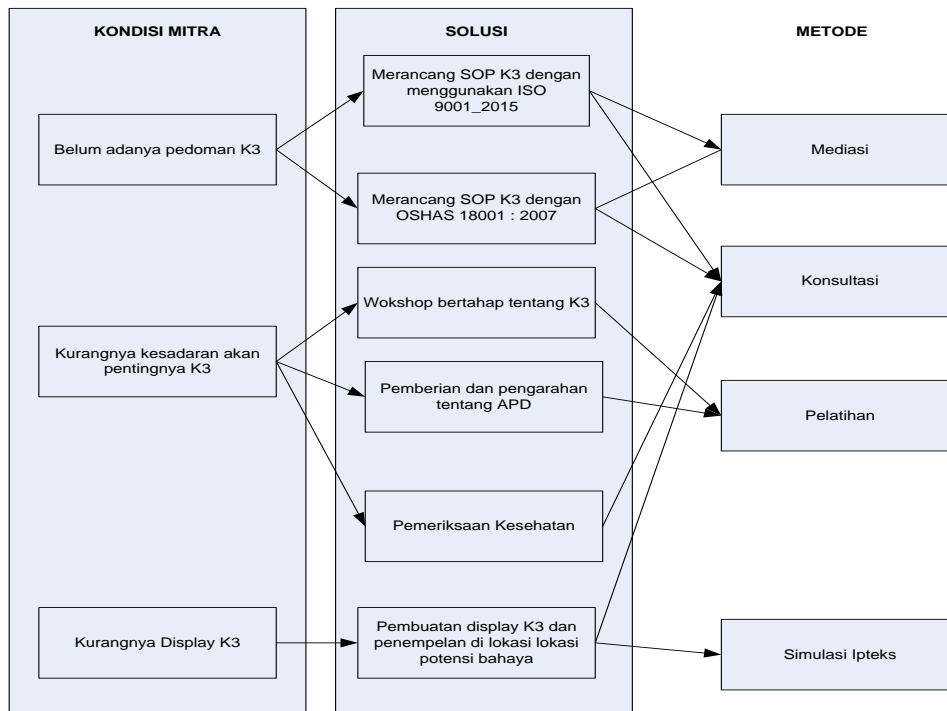 KONDISI MITRA
SOLUSI
METODE
Belum adanya pedoman K3
Kurangnya kesadaran akan
pentingnya K3
Kurangnya Display K3
Merancang SOP K3 dengan
menggunakan ISO
9001_2015
Merancang SOP K3 dengan
OSHAS 18001 : 2007
Wokshop bertahap tentang K3
Pemberian dan pengarahan
tentang APD
Pemeriksaan Kesehatan
Pembuatan display K3 dan
penempelan di lokasi lokasi
potensi bahaya
Mediasi
Konsultasi
Pelatihan
Simulasi Ipteks